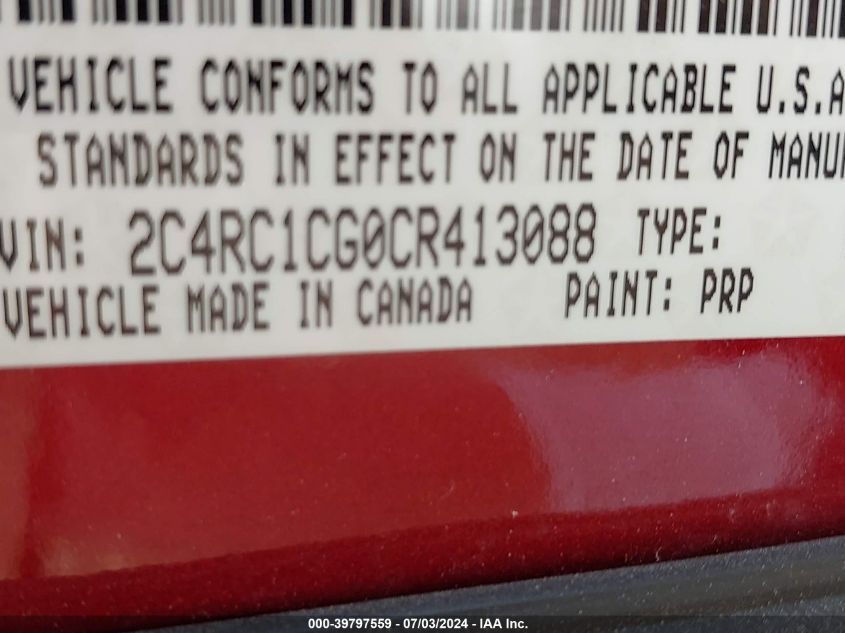 VEHICLE CONFORMS TO ALL APPLICABLE U.S.A
STANDARDS IN EFFECT ON THE DATE OF MANU
VIN: 2C4RC1CG0CR413088 TYPE:
VEHICLE MADE IN CANADA PAINT: PRP
000-39797559 - 07/03/2024 - IAA Inc.